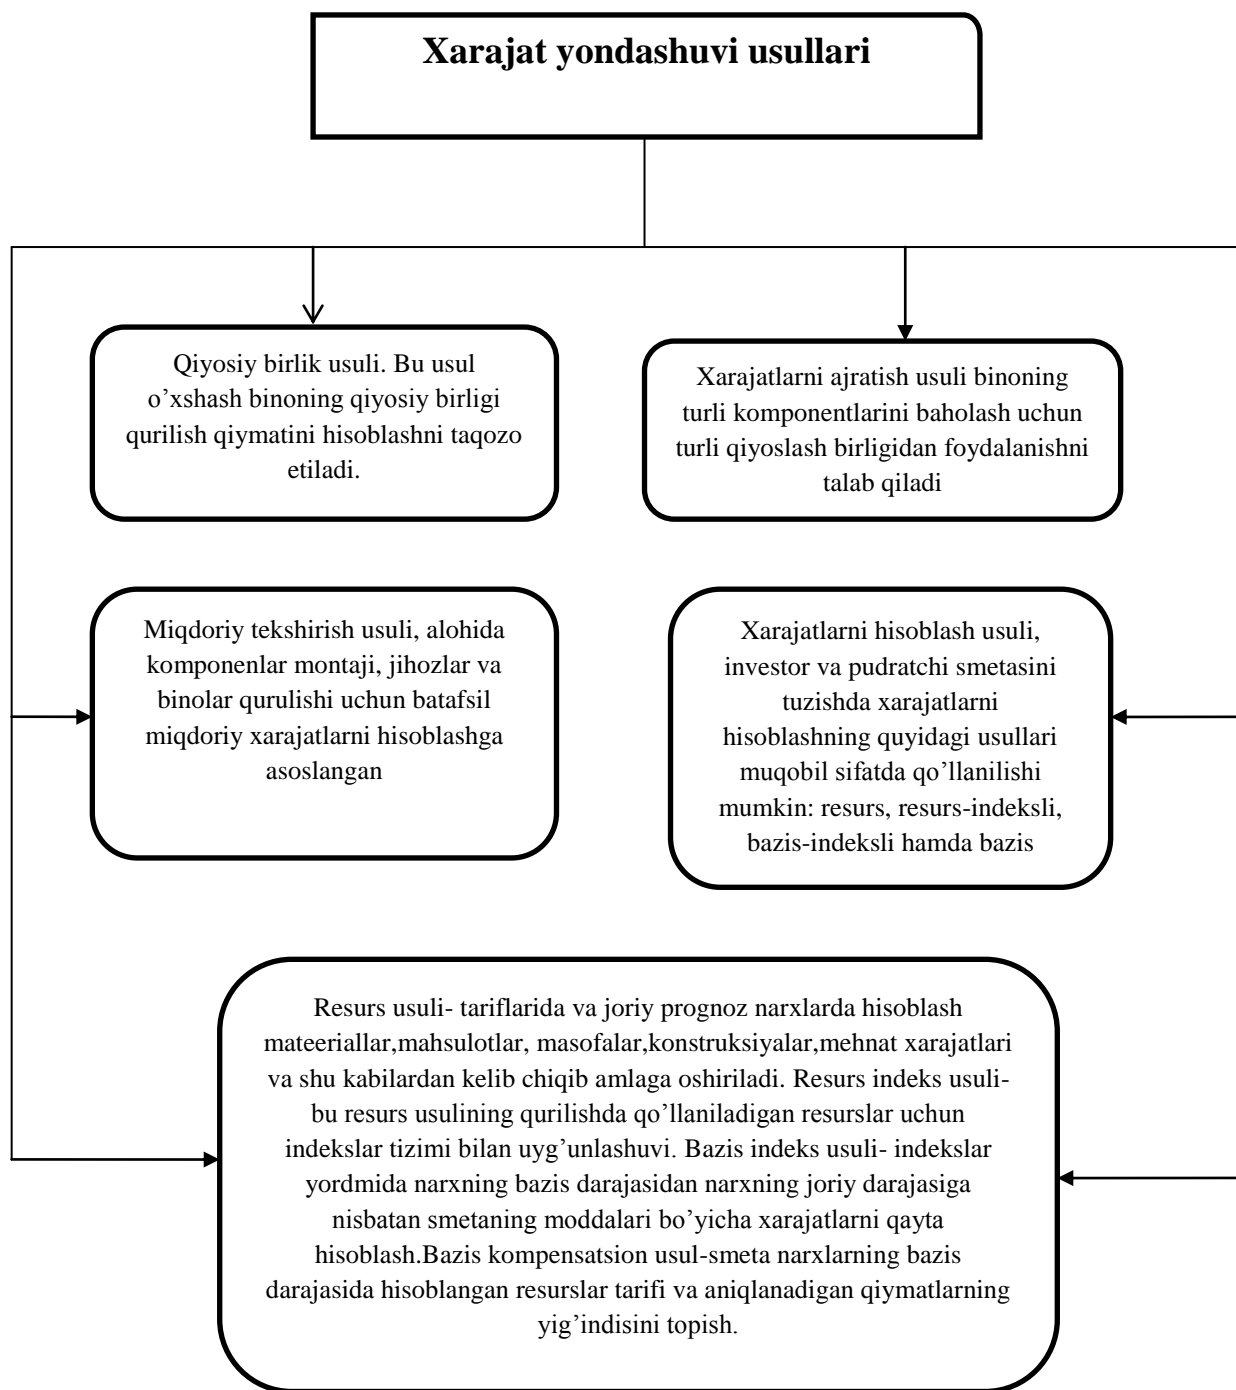 Xarajat yondashuvi usullari
Qiyosiy birlik usuli. Bu usul
o’xshash binoning qiyosiy birligi
qurilish qiymatini hisoblashni taqozo
etiladi.
Xarajatlarni ajratish usuli binoning
turli komponentlarini baholash uchun
turli qiyoslash birligidan foydalanishni
talab qiladi
Miqdoriy tekshirish usuli, alohida
komponenlar montaji, jihozlar va
binolar qurulishi uchun batafsil
miqdoriy xarajatlarni hisoblashga
asoslangan
Xarajatlarni hisoblash usuli,
investor va pudratchi smetasini
tuzishda xarajatlarni
hisoblashning quyidagi usullari
muqobil sifatda qo’llanilishi
mumkin: resurs, resurs-indeksli,
bazis-indeksli hamda bazis
Resurs usuli- tariflarida va joriy prognoz narxlarda hisoblash
mateeriallar,mahsulotlar, masofalar,konstruksiyalar,mehnat xarajatlari
va shu kabilardan kelib chiqib amlaga oshiriladi. Resurs indeks usuli-
bu resurs usulining qurilishda qo’llaniladigan resurslar uchun
indekslar tizimi bilan uyg’unlashuvi. Bazis indeks usuli- indekslar
yordmida narxning bazis darajasidan narxning joriy darajasiga
nisbatan smetaning moddalari bo’yicha xarajatlarni qayta
hisoblash.Bazis kompensatsion usul-smeta narxlarning bazis
darajasida hisoblangan resurslar tarifi va aniqlanadigan qiymatlarning
yig’indisini topish.